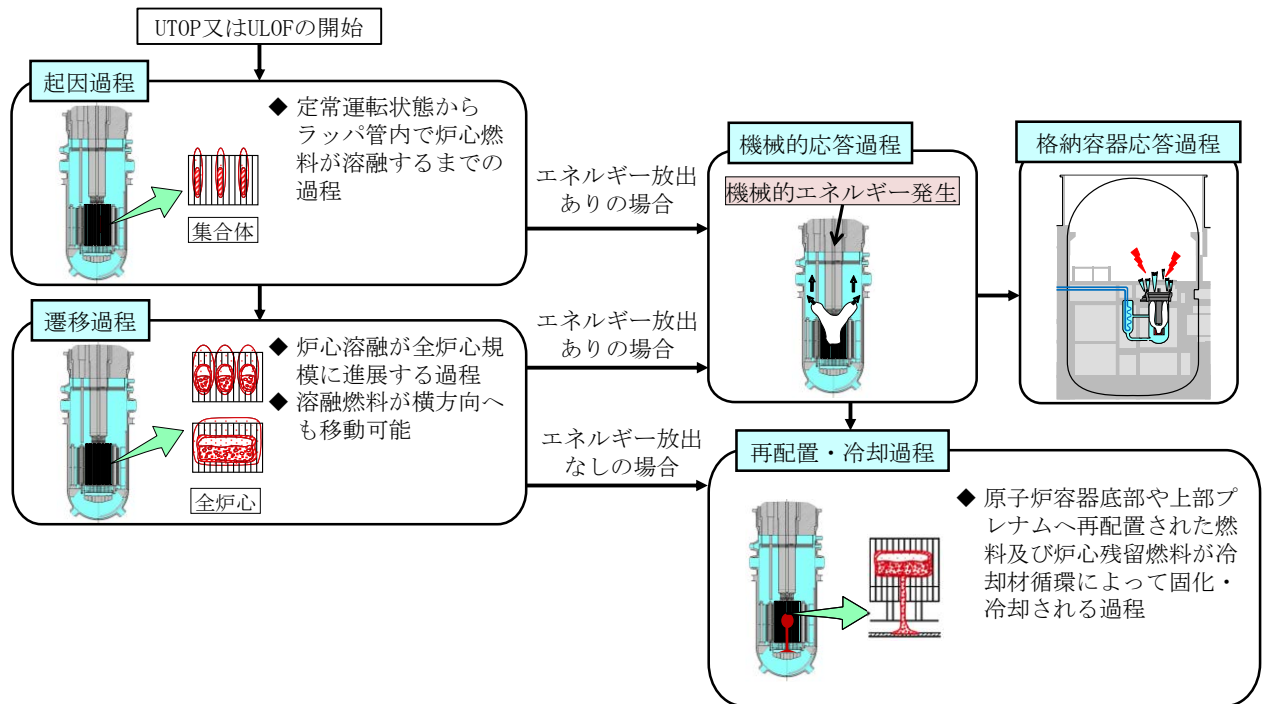 UTOP又はULOFの開始
起因過程
◆ 定常運転状態から
ラッパ管内で炉心燃
料が溶融するまでの
過程
集合体
エネルギー放出
ありの場合
機械的応答過程
機械的エネルギー発生
格納容器応答過程
遷移過程
◆ 炉心溶融が全炉心規
模に進展する過程
◆ 溶融燃料が横方向へ
も移動可能
全炉心
エネルギー放出
ありの場合
エネルギー放出
なしの場合
再配置・冷却過程
◆ 原子炉容器底部や上部プ
レナムへ再配置された燃
料及び炉心残留燃料が冷
却材循環によって固化・
冷却される過程